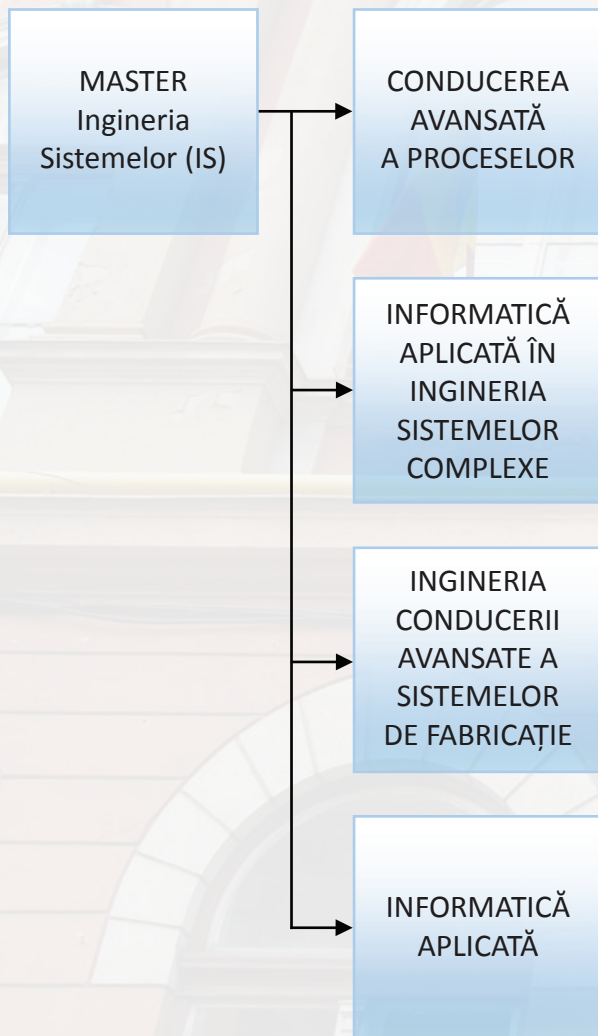 MASTER
Ingineria
Sistemelor (IS)
CONDUCEREA
AVANSATĂ
A PROCESELOR
INFORMATICĂ
APLICATĂ ÎN
INGINERIA
SISTEMELOR
COMPLEXE
INGINERIA
CONDUCERII
AVANSATE A
SISTEMELOR
DE FABRICAȚIE
INFORMATICĂ
APLICATĂ